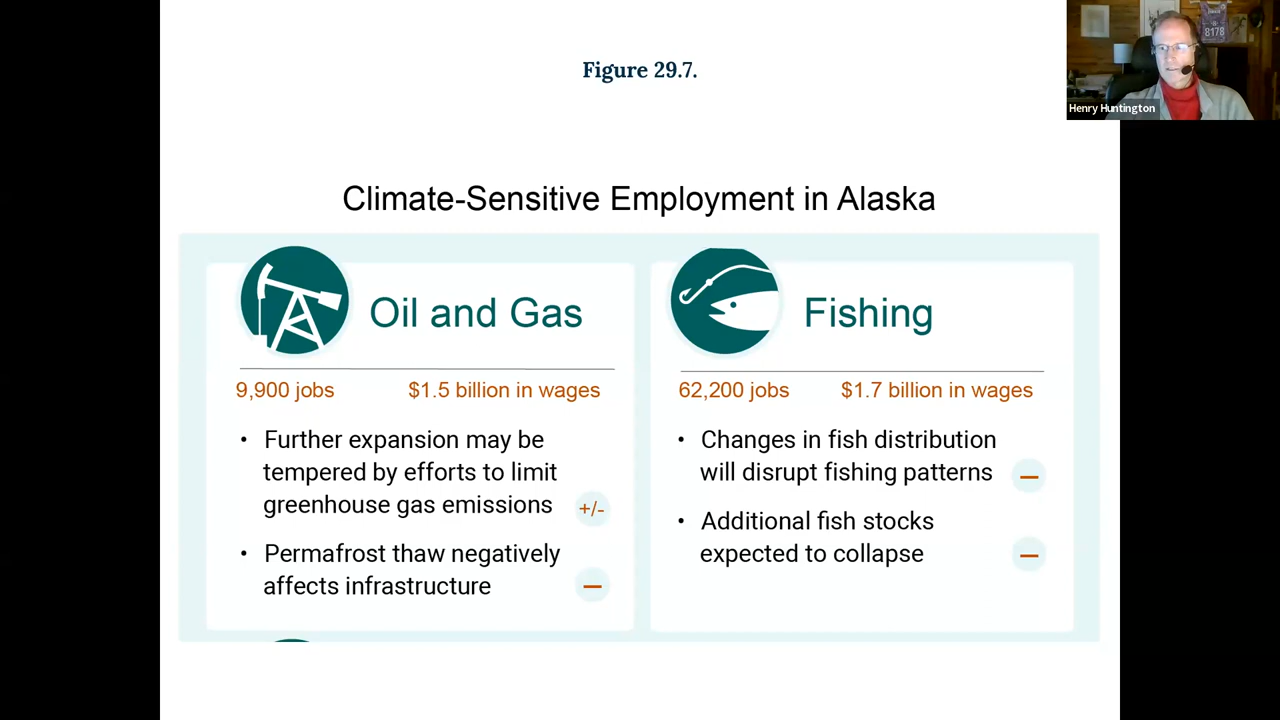 Figure 29.7.
8178
Henry Huntington
Climate-Sensitive Employment in Alaska
Oil and Gas
9,900 jobs $1.5 billion in wages
• Further expansion may be
tempered by efforts to limit
greenhouse gas emissions +/-
• Permafrost thaw negatively
affects infrastructure –
Fishing
62,200 jobs $1.7 billion in wages
• Changes in fish distribution
will disrupt fishing patterns –
• Additional fish stocks
expected to collapse –